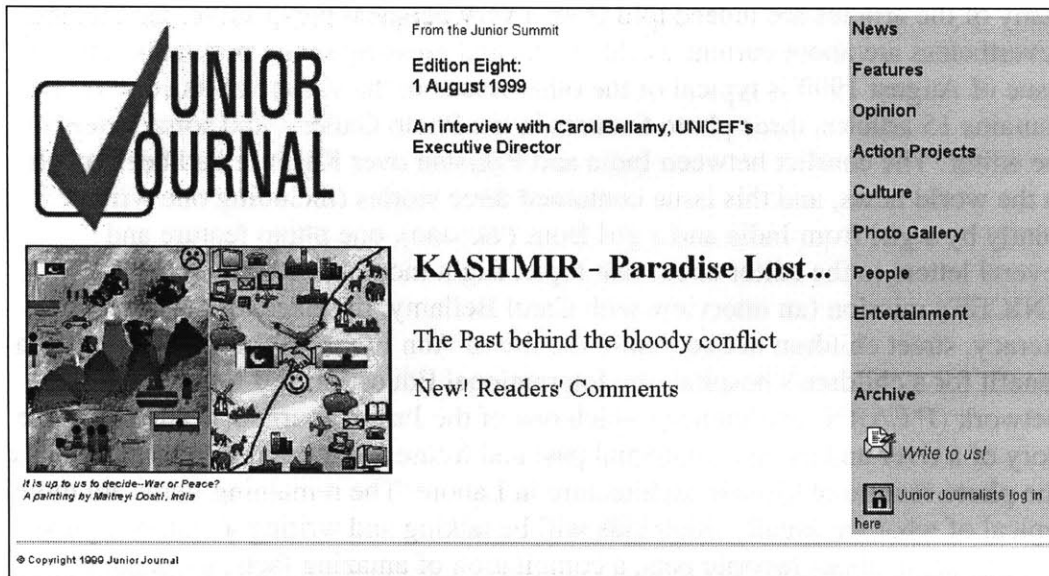 JUNIOR
JOURNAL
From the Junior Summit
Edition Eight:
1 August 1999
An interview with Carol Bellamy, UNICEF's
Executive Director
KASHMIR - Paradise Lost...
The Past behind the bloody conflict
New! Readers' Comments
It is up to us to decide--War or Peace?
A painting by Maitreyi Doshi, India
News
Features
Opinion
Action Projects
Culture
Photo Gallery
People
Entertainment
Archive
Write to us!
Junior Journalists log in
here
© Copyright 1999 Junior Journal